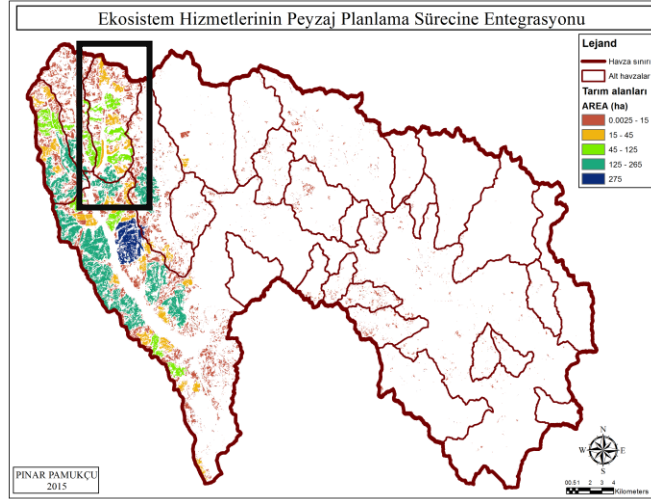 Ekosistem Hizmetlerinin Peyzaj Planlama Sürecine Entegrasyonu
Lejand
Havza sınırı
Alt havzalar
Tarım alanları
AREA (ha)
0.0025 - 15
15 - 45
45 - 125
125 - 265
275
N
W E
S
0 0.5 1 2 3 4
Kilometers
PINAR PAMUKÇU
2015